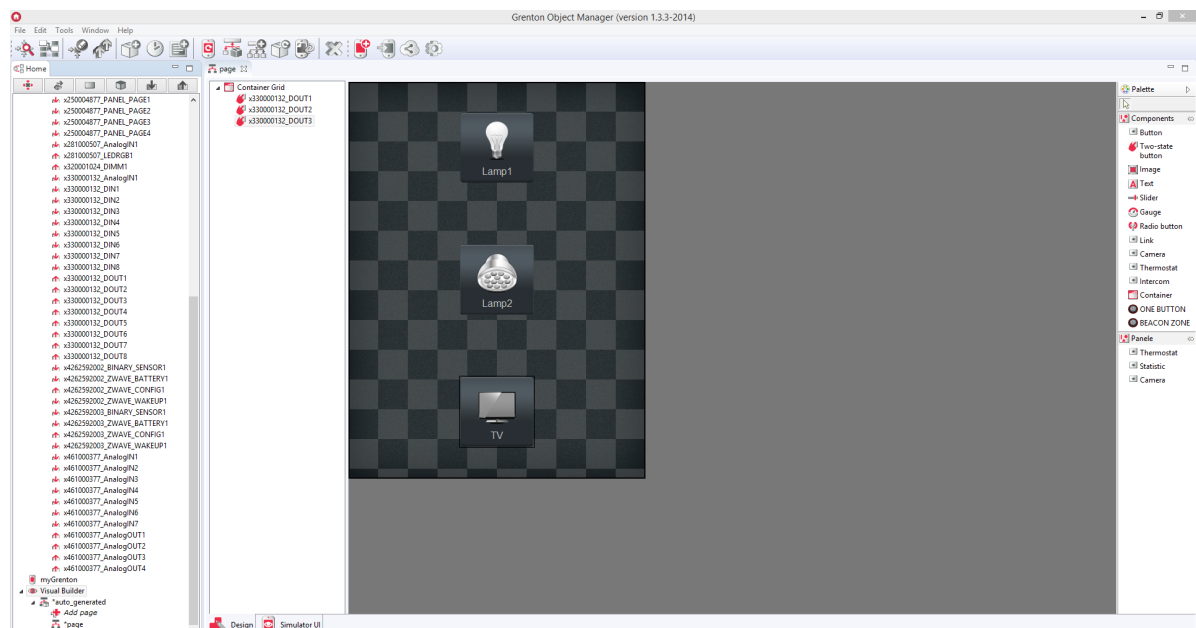 Grenton Object Manager (version 1.3.3-2014)
File Edit Tools Window Help
Home
page
x250004877_PANEL_PAGE1
x250004877_PANEL_PAGE2
x250004877_PANEL_PAGE3
x250004877_PANEL_PAGE4
x281000507_AnalogIN1
x281000507_LEDRGB1
x320001024_DIMM1
x330000132_AnalogIN1
x330000132_DIN1
x330000132_DIN2
x330000132_DIN3
x330000132_DIN4
x330000132_DIN5
x330000132_DIN6
x330000132_DIN7
x330000132_DIN8
x330000132_DOUT1
x330000132_DOUT2
x330000132_DOUT3
x330000132_DOUT4
x330000132_DOUT5
x330000132_DOUT6
x330000132_DOUT7
x330000132_DOUT8
x4262592002_BINARY_SENSOR1
x4262592002_ZWAVE_BATTERY1
x4262592002_ZWAVE_CONFIG1
x4262592002_ZWAVE_WAKEUP1
x4262592003_BINARY_SENSOR1
x4262592003_ZWAVE_BATTERY1
x4262592003_ZWAVE_CONFIG1
x4262592003_ZWAVE_WAKEUP1
x461000377_AnalogIN1
x461000377_AnalogIN2
x461000377_AnalogIN3
x461000377_AnalogIN4
x461000377_AnalogIN5
x461000377_AnalogIN6
x461000377_AnalogIN7
x461000377_AnalogOUT1
x461000377_AnalogOUT2
x461000377_AnalogOUT3
x461000377_AnalogOUT4
myGrenton
Visual Builder
*auto_generated
Add page
*page
Container Grid
x330000132_DOUT1
x330000132_DOUT2
x330000132_DOUT3
Lamp1
Lamp2
TV
Design
Simulator UI
Palette
Components
Button
Two-state
button
Image
Text
Slider
Gauge
Radio button
Link
Camera
Thermostat
Intercom
Container
ONE BUTTON
BEACON ZONE
Panele
Thermostat
Statistic
Camera